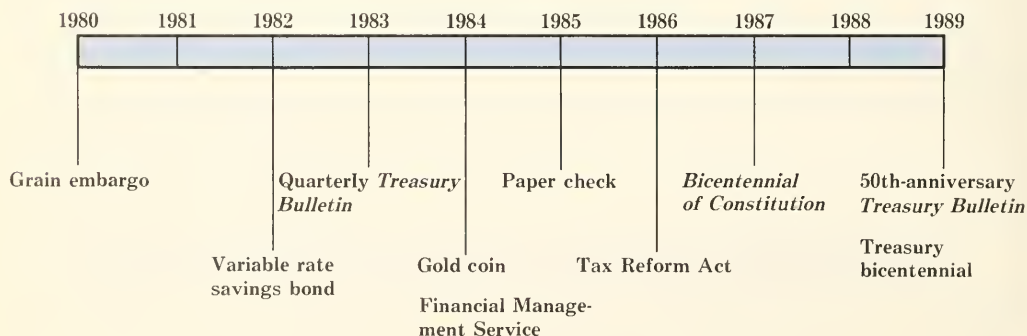 1980 1981 1982 1983 1984 1985 1986 1987 1988 1989
Grain embargo
Quarterly Treasury
Bulletin
Paper check
Bicentennial
of Constitution
50th-anniversary
Treasury Bulletin
Treasury
bicentennial
Variable rate
savings bond
Gold coin
Financial Manage-
ment Service
Tax Reform Act